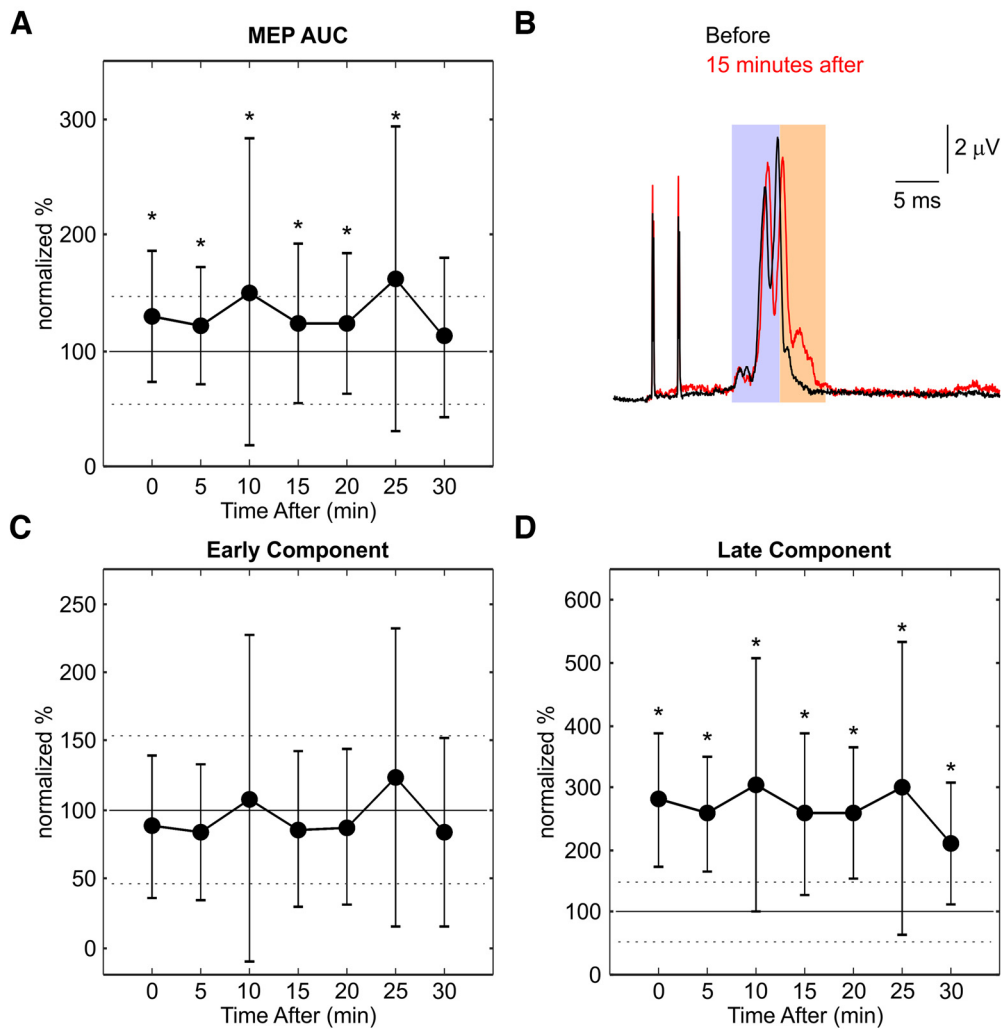 A
MEP AUC
normalized %
300
200
100
0
* * * * * *
0 5 10 15 20 25 30
Time After (min)
B
Before
15 minutes after
2 μV
5 ms
C
Early Component
normalized %
250
200
150
100
50
0
0 5 10 15 20 25 30
Time After (min)
D
Late Component
normalized %
600
500
400
300
200
100
0
* * * * * * *
0 5 10 15 20 25 30
Time After (min)